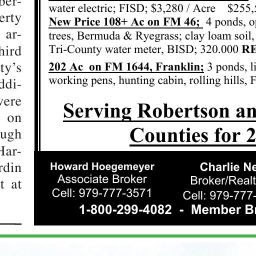 erty
ar-
hird
ty's
ddi-
vere
on
ugh
Har-
rdin
t at
water electric; FISD; $3,280 / Acre $255,
New Price 108+ Ac on FM 46; 4 ponds, op
trees, Bermuda & Ryegrass; clay loam soil,
Tri-County water meter, BISD; 320.000 RE
202 Ac on FM 1644, Franklin; 3 ponds, li
working pens, hunting cabin, rolling hills, F
Serving Robertson an
Counties for 2
Howard Hoegemeyer
Associate Broker
Cell: 979-777-3571
Charlie Ne
Broker/Realt
Cell: 979-777-
1-800-299-4082 - Member Br